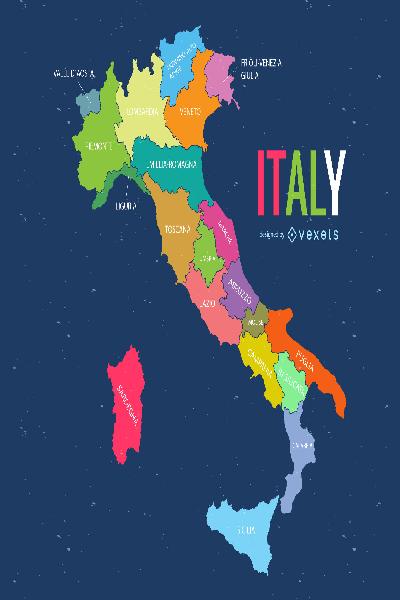 TRENTINO-ALTO
ADIGE
FRIULI-VENEZIA
GIULIA
VALLE D'AOSTA
LOMBARDIA
VENETO
PIEMONTE
EMILIA-ROMAGNA
LIGURIA
ITALY
designed by vexels
TOSCANA
MARCHE
UMBRIA
ABRUZZO
LAZIO
MOLISE
CAMPANIA
PUGLIA
BASILICATA
SARDEGNA
CALABRIA
SICILIA